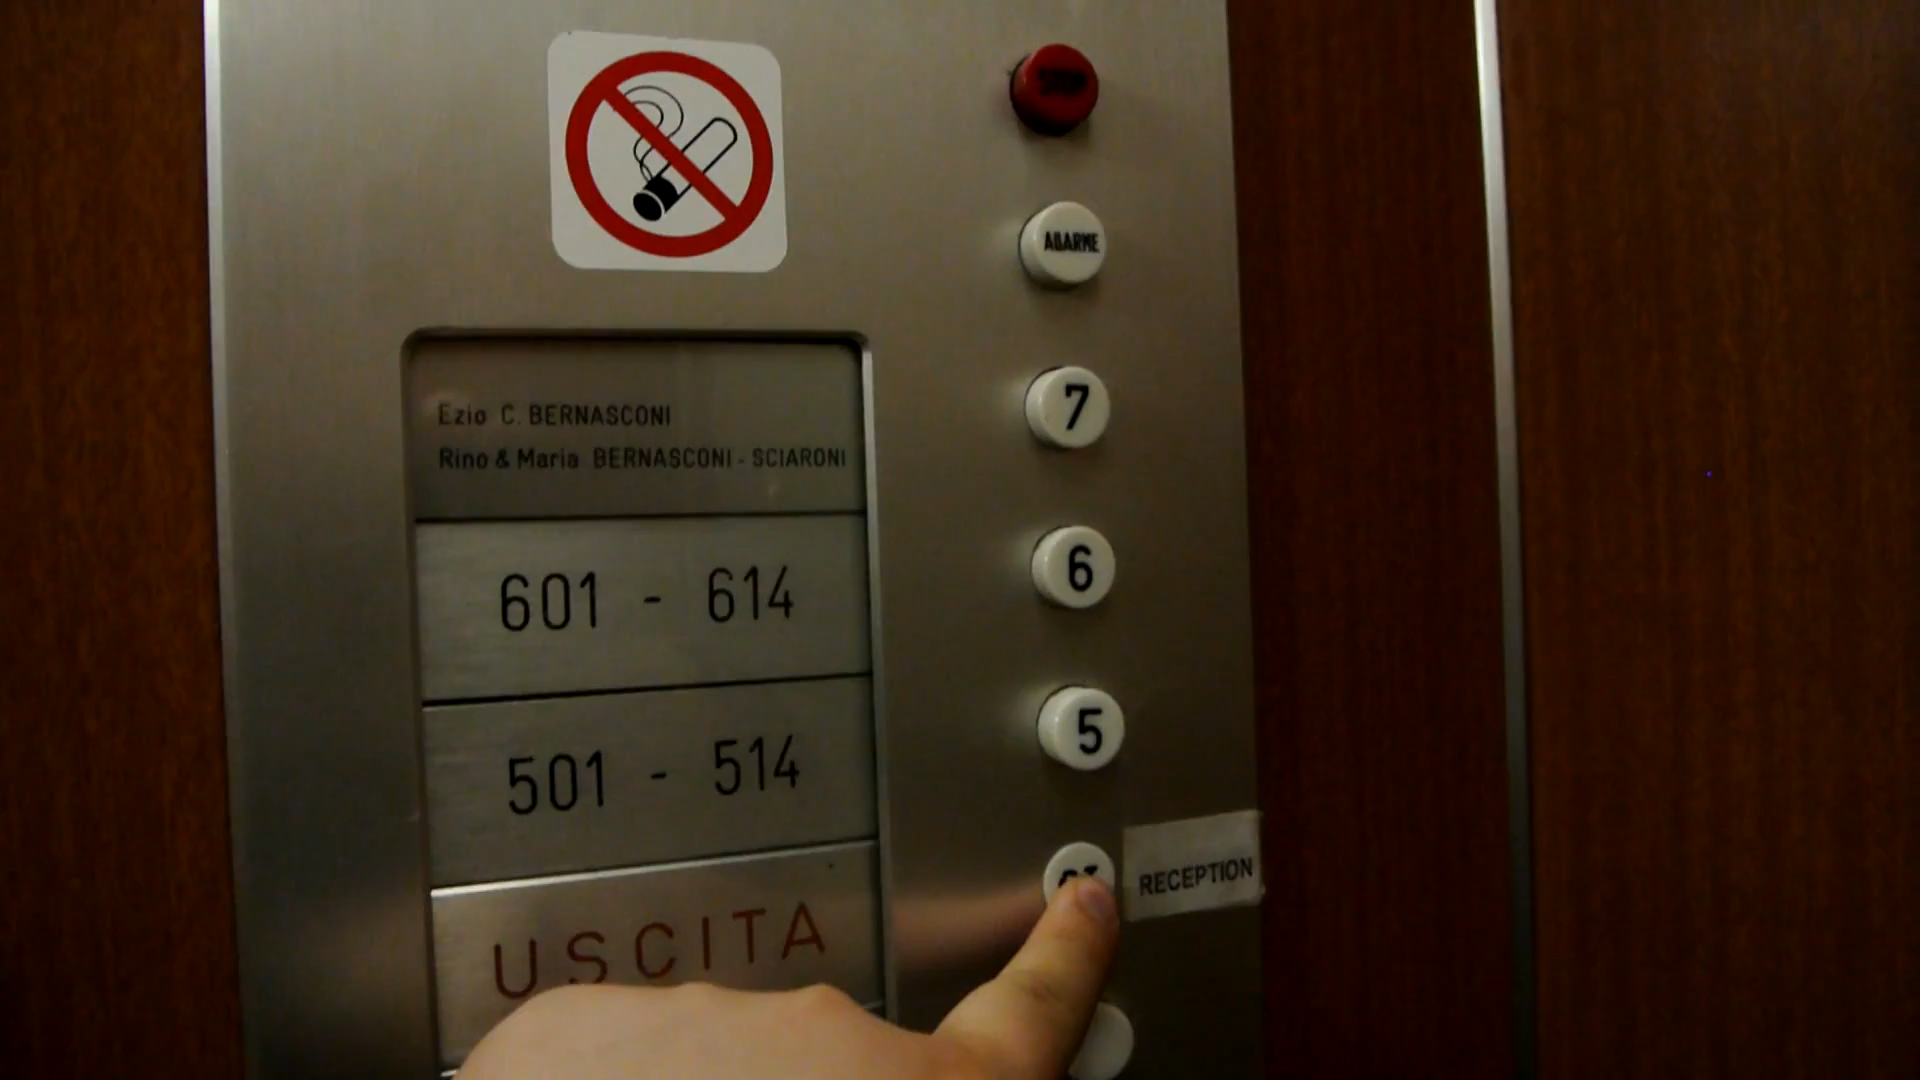 ALARME
Ezio C. BERNASCONI
7
Rino & Maria BERNASCONI - SCIARONI
601 - 614
6
501 - 514
5
RECEPTION
USCITA